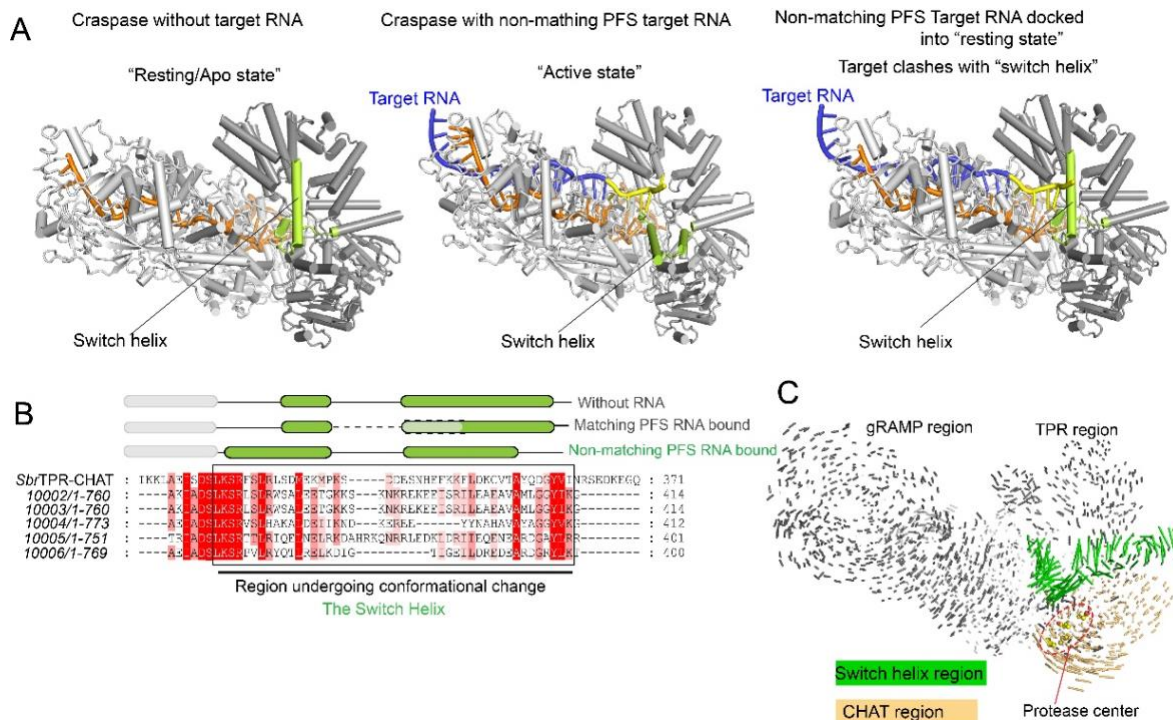 A
Craspase without target RNA
Craspase with non-mathing PFS target RNA
Non-matching PFS Target RNA docked
into “resting state”
“Resting/Apo state”
“Active state”
Target clashes with “switch helix”
Target RNA
Target RNA
Switch helix
Switch helix
Switch helix
B
Without RNA
Matching PFS RNA bound
Non-matching PFS RNA bound
SbrTPR-CHAT : : 371
10002/1-760 : : 414
10003/1-760 : : 414
10004/1-773 : : 412
10005/1-751 : : 401
10006/1-769 : : 400
Region undergoing conformational change
The Switch Helix
C
gRAMP region
TPR region
Switch helix region
CHAT region
Protease center